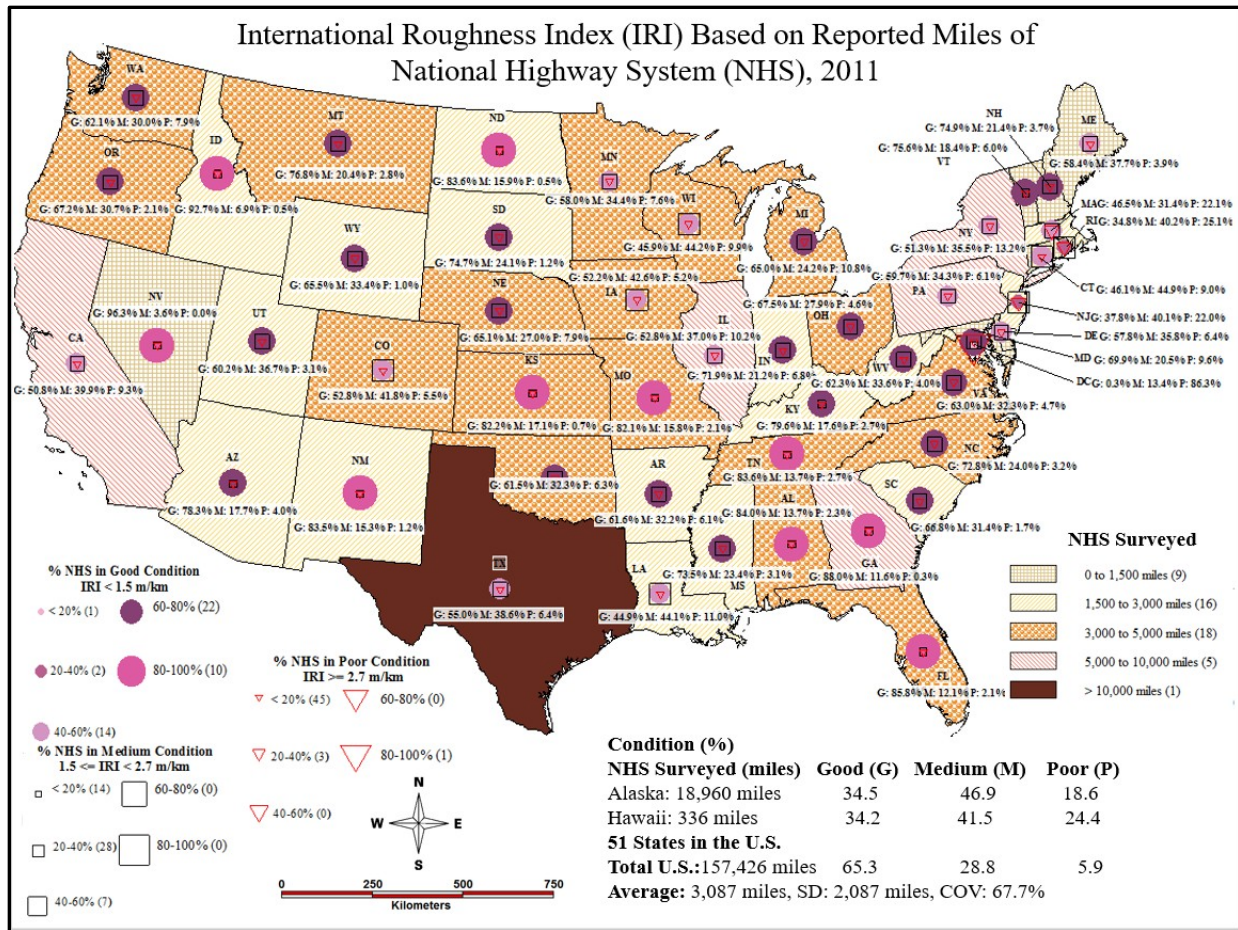 International Roughness Index (IRI) Based on Reported Miles of
National Highway System (NHS), 2011
WA
G: 62.1% M: 30.0% P: 7.9%
OR
G: 67.2% M: 30.7% P: 2.1%
ID
G: 92.7% M: 6.9% P: 0.5%
MT
G: 76.8% M: 20.4% P: 2.8%
ND
G: 83.6% M: 15.9% P: 0.5%
MN
G: 58.0% M: 34.4% P: 7.6%
WI
G: 45.9% M: 44.2% P: 9.9%
MI
G: 65.0% M: 24.2% P: 10.8%
NH
G: 74.9% M: 21.4% P: 3.7%
G: 75.6% M: 18.4% P: 6.0%
VT
ME
G: 58.4% M: 37.7% P: 3.9%
MAG: 46.5% M: 31.4% P: 22.1%
RIG: 34.8% M: 40.2% P: 25.1%
NY
G: 51.3% M: 35.5% P: 13.2%
G: 59.7% M: 34.3% P: 6.1%
PA
CTG: 46.1% M: 44.9% P: 9.0%
NJG: 37.8% M: 40.1% P: 22.0%
DEG: 57.8% M: 35.8% P: 6.4%
MDG: 69.9% M: 20.5% P: 9.6%
DCG: 0.3% M: 13.4% P: 86.3%
WY
G: 65.5% M: 33.4% P: 1.0%
SD
G: 74.7% M: 24.1% P: 1.2%
NE
G: 65.1% M: 27.0% P: 7.9%
G: 52.2% M: 42.6% P: 5.2%
IA
G: 52.8% M: 37.0% P: 10.2%
IL
G: 71.9% M: 21.2% P: 6.8%
IN
G: 67.5% M: 27.9% P: 4.6%
OH
WV
G: 62.3% M: 33.6% P: 4.0%
VA
G: 63.0% M: 32.3% P: 4.7%
G: 96.3% M: 3.6% P: 0.0%
NV
CA
G: 50.8% M: 39.9% P: 9.3%
UT
G: 60.2% M: 36.7% P: 3.1%
CO
G: 52.8% M: 41.8% P: 5.5%
KS
G: 82.2% M: 17.1% P: 0.7%
MO
G: 82.1% M: 15.8% P: 2.1%
KY
G: 79.6% M: 17.6% P: 2.7%
NC
G: 72.8% M: 24.0% P: 3.2%
TN
G: 83.6% M: 13.7% P: 2.7%
AZ
G: 78.3% M: 17.7% P: 4.0%
NM
G: 83.5% M: 15.3% P: 1.2%
G: 61.5% M: 32.3% P: 6.3%
AR
G: 61.6% M: 32.2% P: 6.1%
G: 84.0% M: 13.7% P: 2.3%
AL
SC
G: 66.8% M: 31.4% P: 1.7%
GA
G: 88.0% M: 11.6% P: 0.3%
G: 73.5% M: 23.4% P: 3.1%
MS
LA
G: 44.9% M: 44.1% P: 11.0%
TX
G: 55.0% M: 38.6% P: 6.4%
FL
G: 85.8% M: 12.1% P: 2.1%
NHS Surveyed
0 to 1,500 miles (9)
1,500 to 3,000 miles (16)
3,000 to 5,000 miles (18)
5,000 to 10,000 miles (5)
> 10,000 miles (1)
% NHS in Good Condition
IRI < 1.5 m/km
< 20% (1)
60-80% (22)
20-40% (2)
80-100% (10)
40-60% (14)
% NHS in Medium Condition
1.5 <= IRI < 2.7 m/km
< 20% (14)
60-80% (0)
20-40% (28)
80-100% (0)
40-60% (7)
% NHS in Poor Condition
IRI >= 2.7 m/km
< 20% (45)
60-80% (0)
20-40% (3)
80-100% (1)
40-60% (0)
N
W E
S
0 250 500 750
Kilometers
Condition (%)
NHS Surveyed (miles) Good (G) Medium (M) Poor (P)
Alaska: 18,960 miles 34.5 46.9 18.6
Hawaii: 336 miles 34.2 41.5 24.4
51 States in the U.S.
Total U.S.:157,426 miles 65.3 28.8 5.9
Average: 3,087 miles, SD: 2,087 miles, COV: 67.7%